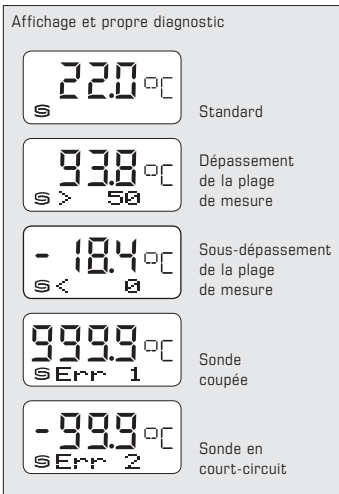 Affichage et propre diagnostic
22.0 °C
S
Standard
93.8 °C
S > 50
Dépassement
de la plage
de mesure
- 18.4 °C
S < 0
Sous-dépassement
de la plage
de mesure
999.9 °C
S Err 1
Sonde
coupée
- 99.9 °C
S Err 2
Sonde en
court-circuit